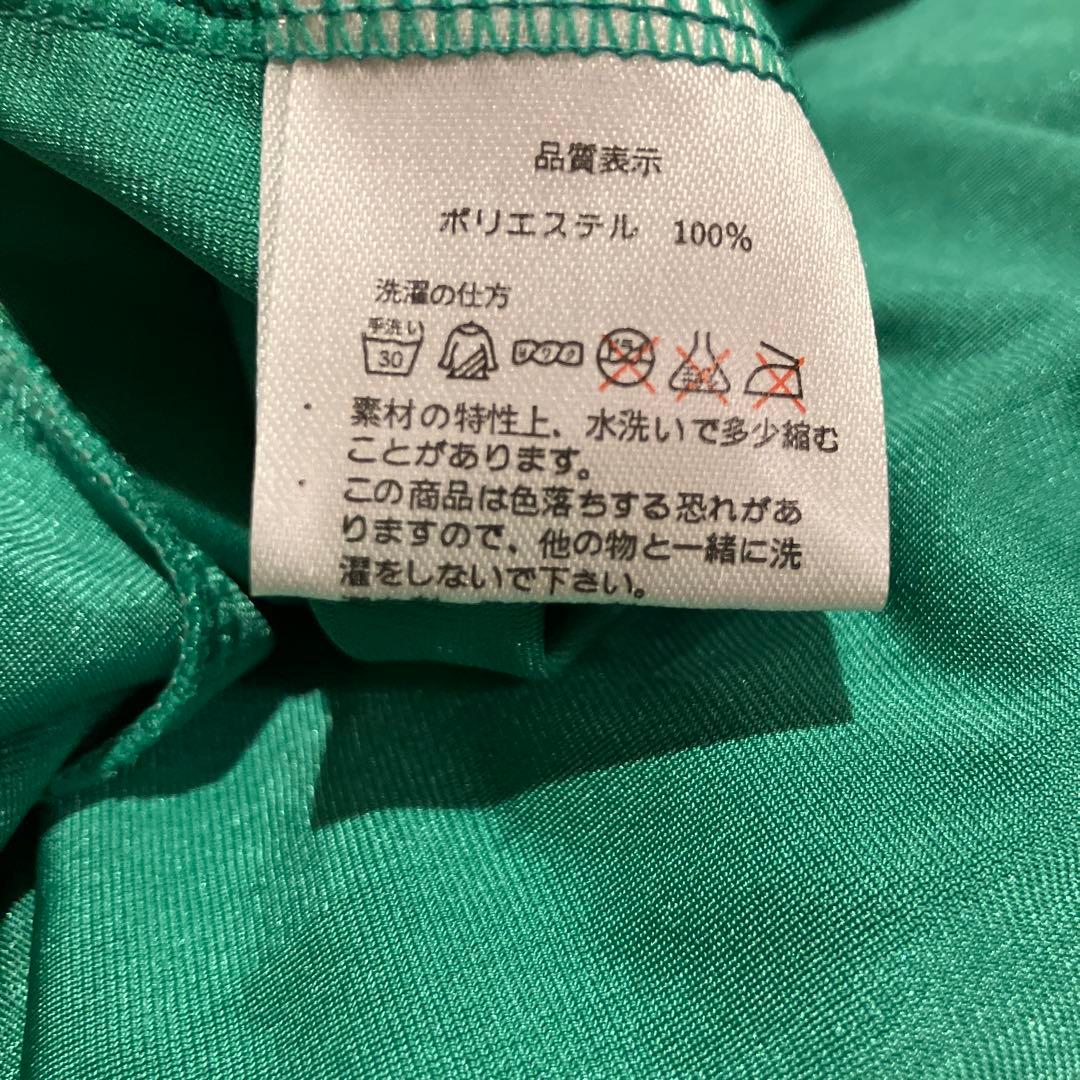 品質表示
ポリエステル 100%
洗濯の仕方
手洗い
30
ドライ
素材の特性上、水洗いで多少縮む
ことがあります。
この商品は色落ちする恐れがあ
りますので、他の物と一緒に洗
濯をしないで下さい。